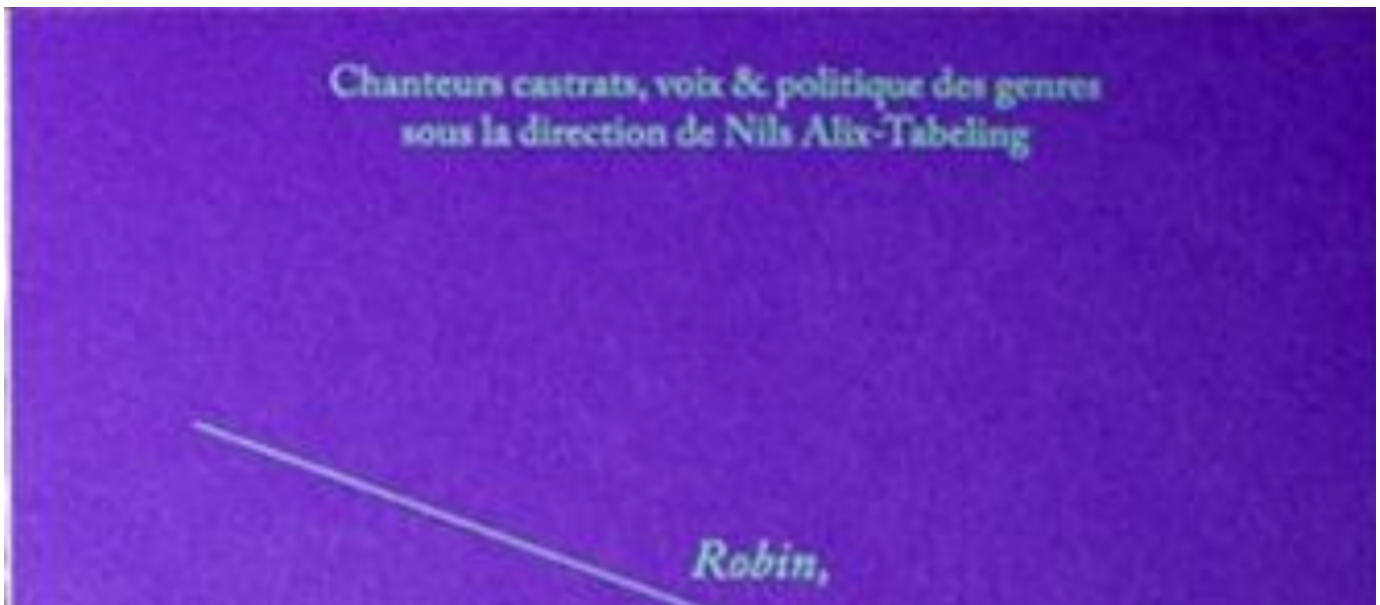 Chanteurs castrats, voix & politique des genres
sous la direction de Nils Alix-Tabeling
Robin,